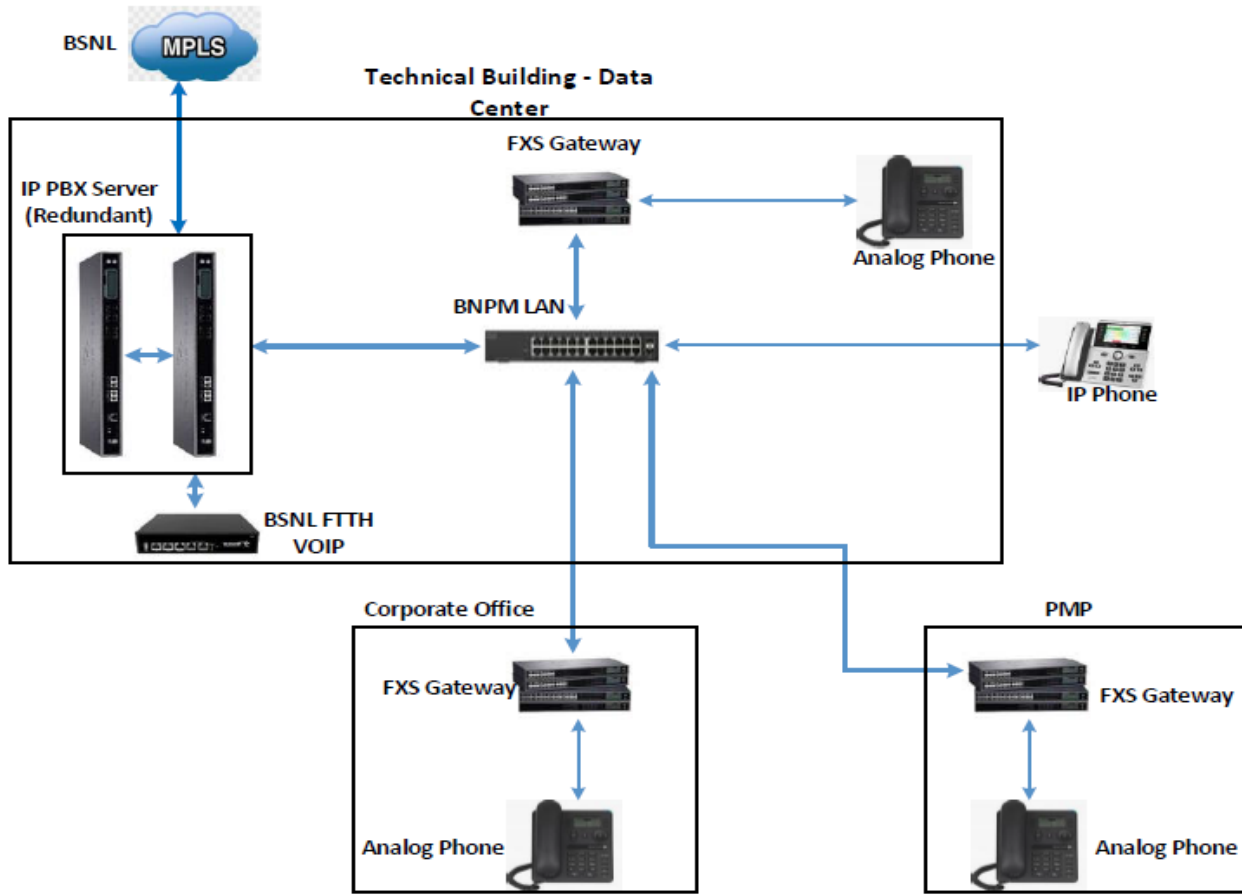 BSNL
MPLS
Technical Building - Data
Center
FXS Gateway
IP PBX Server
(Redundant)
Analog Phone
BNPM LAN
IP Phone
BSNL FTTH
VOIP
Corporate Office
PMP
FXS Gateway
FXS Gateway
Analog Phone
Analog Phone